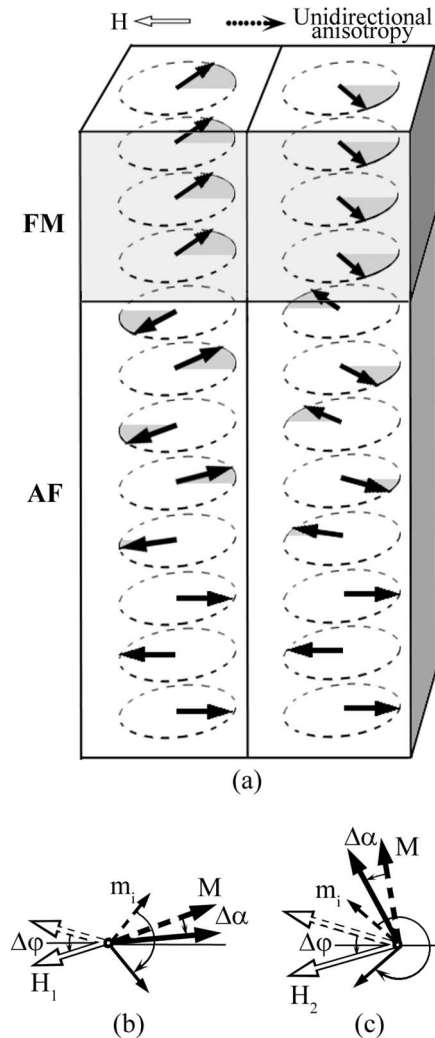 H Unidirectional
anisotropy
FM
AF
(a)
Δα M
mᵢ
Δφ
H₁
(b)
Δα M
mᵢ
Δφ
H₂
(c)